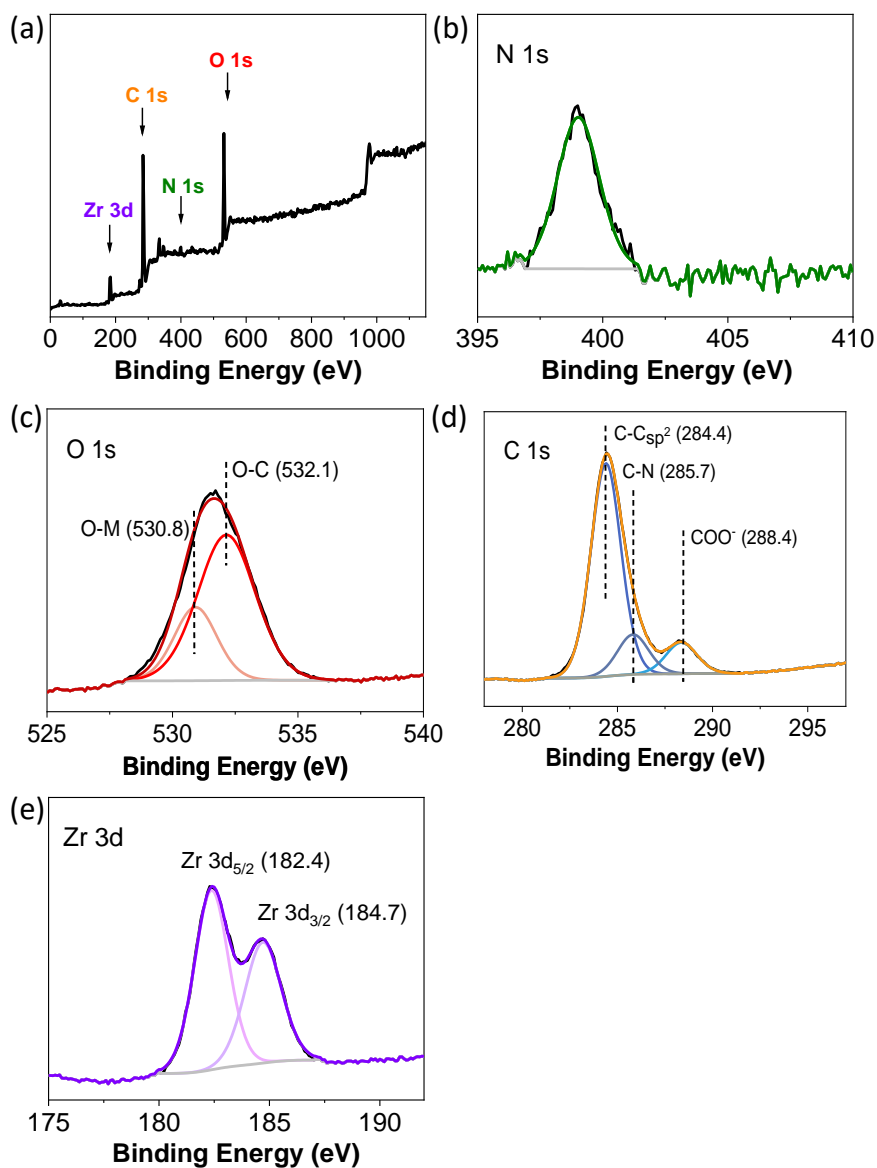 (a)
O 1s
C 1s
N 1s
Zr 3d
0 200 400 600 800 1000
Binding Energy (eV)
(b)
N 1s
395 400 405 410
Binding Energy (eV)
(c)
O 1s
O-C (532.1)
O-M (530.8)
525 530 535 540
Binding Energy (eV)
(d)
C-Csp² (284.4)
C 1s
C-N (285.7)
COO⁻ (288.4)
280 285 290 295
Binding Energy (eV)
(e)
Zr 3d
Zr 3d₅/₂ (182.4)
Zr 3d₃/₂ (184.7)
175 180 185 190
Binding Energy (eV)